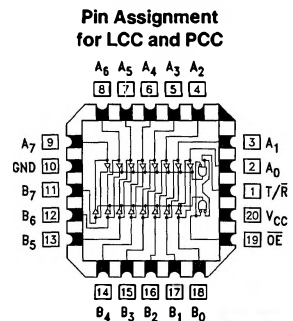 Pin Assignment
for LCC and PCC
A6 A5 A4 A3 A2
8 7 6 5 4
A7 9
GND 10
B7 11
B6 12
B5 13
3 A1
2 A0
1 T/R̅
20 VCC
19 O̅E̅
14 15 16 17 18
B4 B3 B2 B1 B0